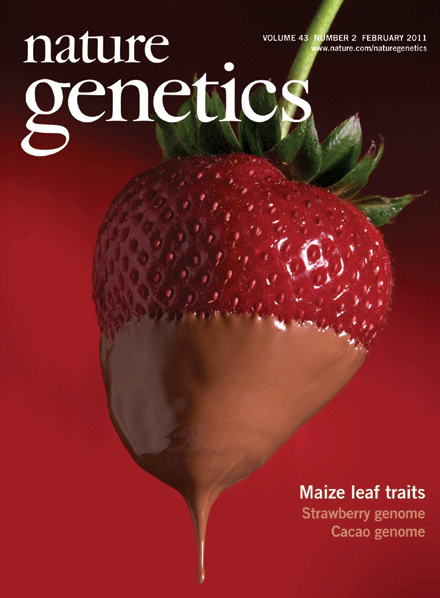 nature
genetics
VOLUME 43 NUMBER 2 FEBRUARY 2011
www.nature.com/naturegenetics
Maize leaf traits
Strawberry genome
Cacao genome